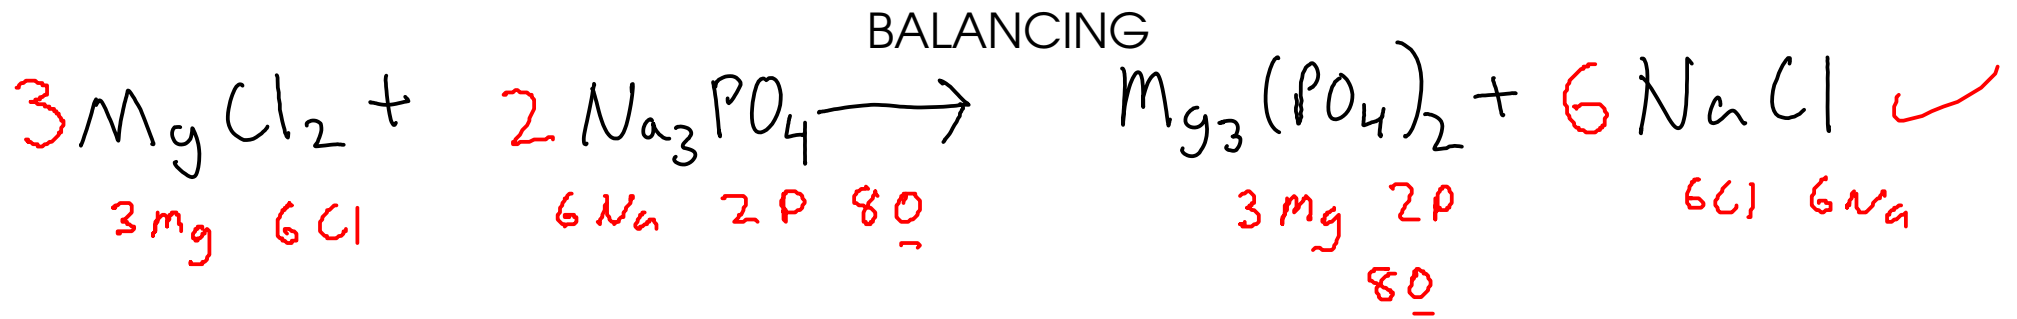 BALANCING
3MgCl₂ + 2Na₃PO₄ → Mg₃(PO₄)₂ + 6NaCl ✓
3mg 6Cl 6Na 2P 8O 3Mg 2P 6Cl 6Na
8O